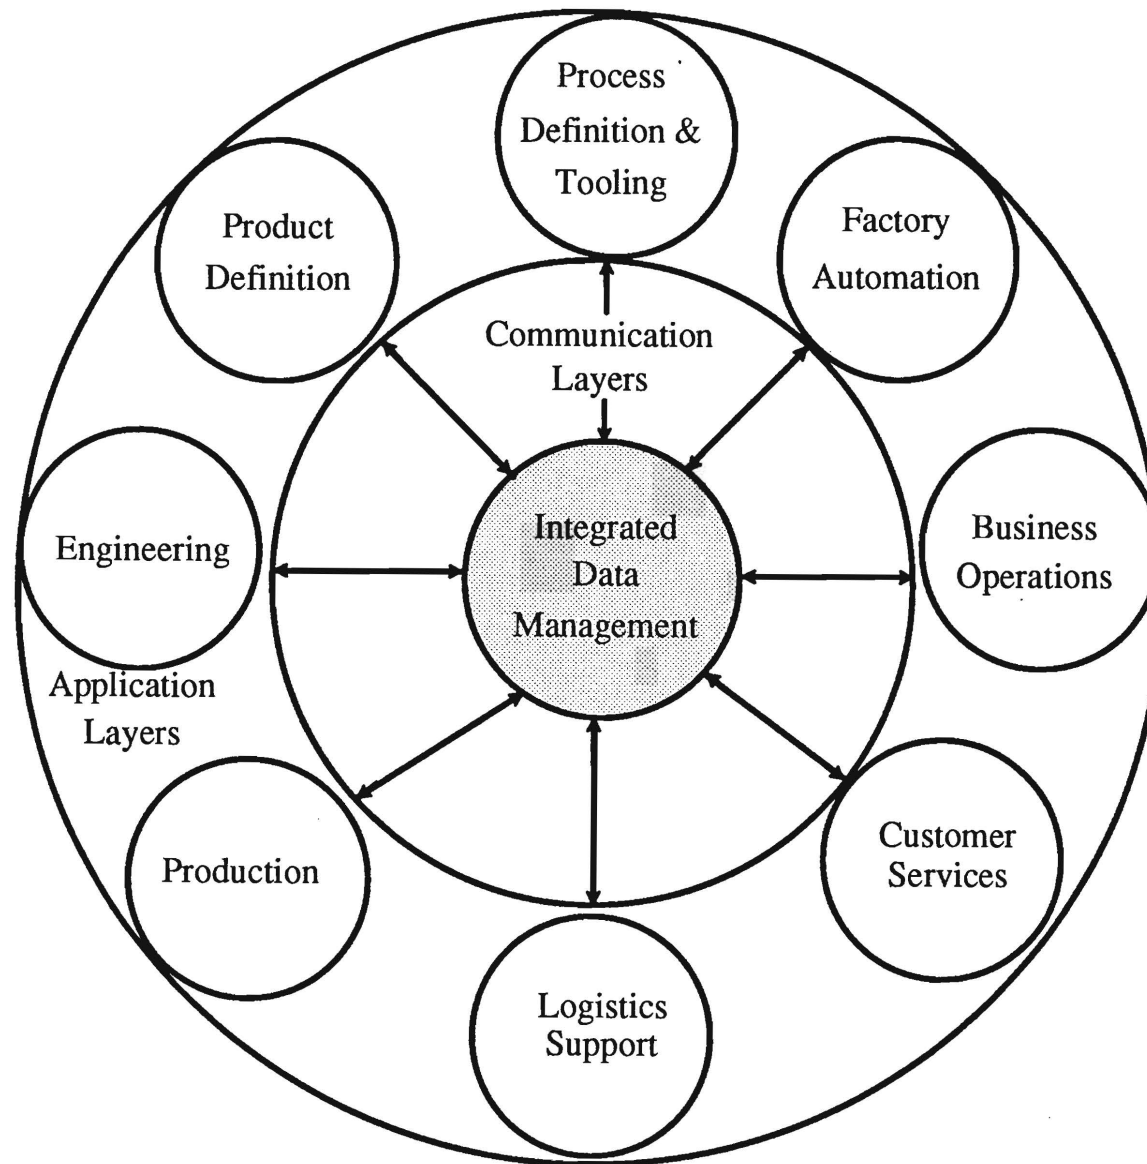 Process
Definition &
Tooling
Product
Definition
Factory
Automation
Communication
Layers
Integrated
Data
Management
Engineering
Business
Operations
Application
Layers
Production
Customer
Services
Logistics
Support